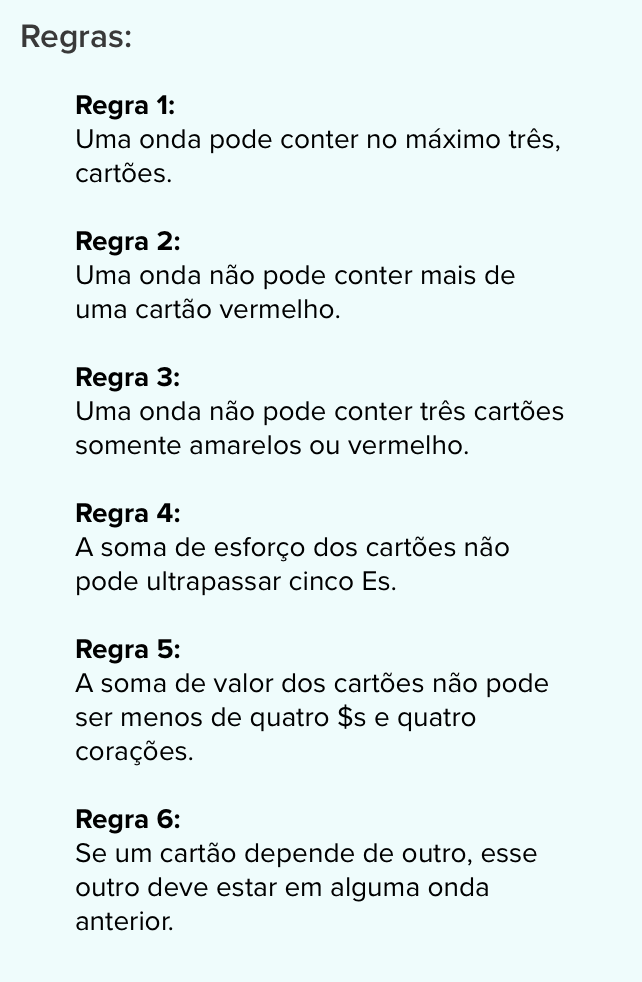 Regras:
Regra 1:
Uma onda pode conter no máximo três,
cartões.
Regra 2:
Uma onda não pode conter mais de
uma cartão vermelho.
Regra 3:
Uma onda não pode conter três cartões
somente amarelos ou vermelho.
Regra 4:
A soma de esforço dos cartões não
pode ultrapassar cinco Es.
Regra 5:
A soma de valor dos cartões não pode
ser menos de quatro $s e quatro
corações.
Regra 6:
Se um cartão depende de outro, esse
outro deve estar em alguma onda
anterior.